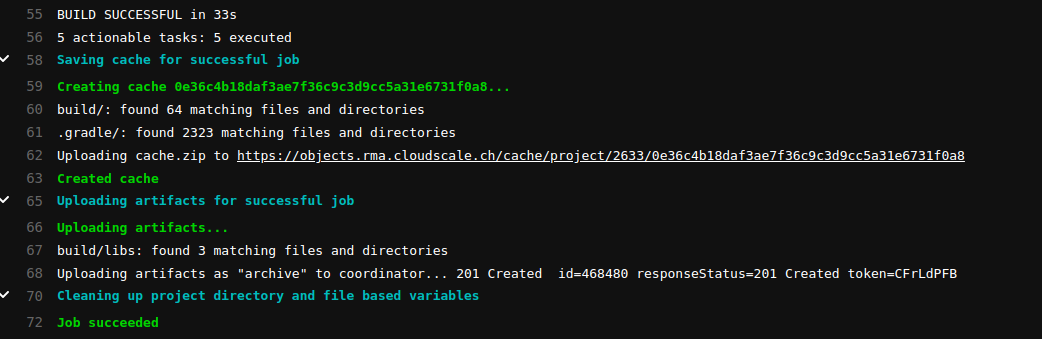 55 BUILD SUCCESSFUL in 33s
56 5 actionable tasks: 5 executed
58 Saving cache for successful job
59 Creating cache 0e36c4b18daf3ae7f36c9c3d9cc5a31e6731f0a8...
60 build/: found 64 matching files and directories
61 .gradle/: found 2323 matching files and directories
62 Uploading cache.zip to https://objects.rma.cloudscale.ch/cache/project/2633/0e36c4b18daf3ae7f36c9c3d9cc5a31e6731f0a8
63 Created cache
65 Uploading artifacts for successful job
66 Uploading artifacts...
67 build/libs: found 3 matching files and directories
68 Uploading artifacts as "archive" to coordinator... 201 Created  id=468480 responseStatus=201 Created token=CFrLdPFB
70 Cleaning up project directory and file based variables
72 Job succeeded